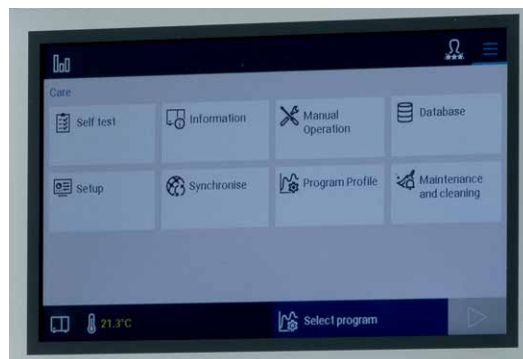 Care
Self test
Information
Manual
Operation
Database
Setup
Synchronise
Program Profile
Maintenance
and cleaning
21.3°C
Select program